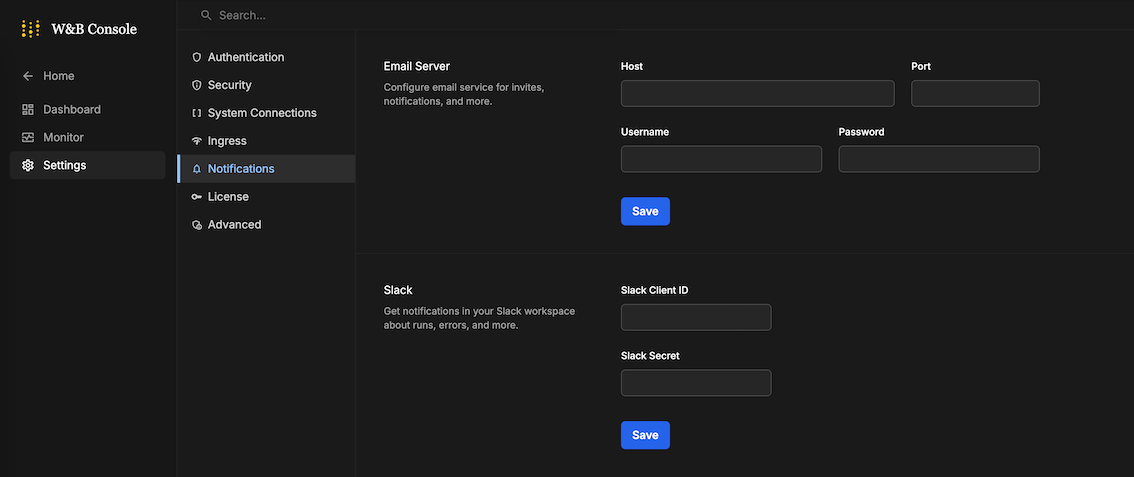 W&B Console
Home
Dashboard
Monitor
Settings
Search...
Authentication
Security
System Connections
Ingress
Notifications
License
Advanced
Email Server
Configure email service for invites,
notifications, and more.
Host
Port
Username
Password
Save
Slack
Get notifications in your Slack workspace
about runs, errors, and more.
Slack Client ID
Slack Secret
Save